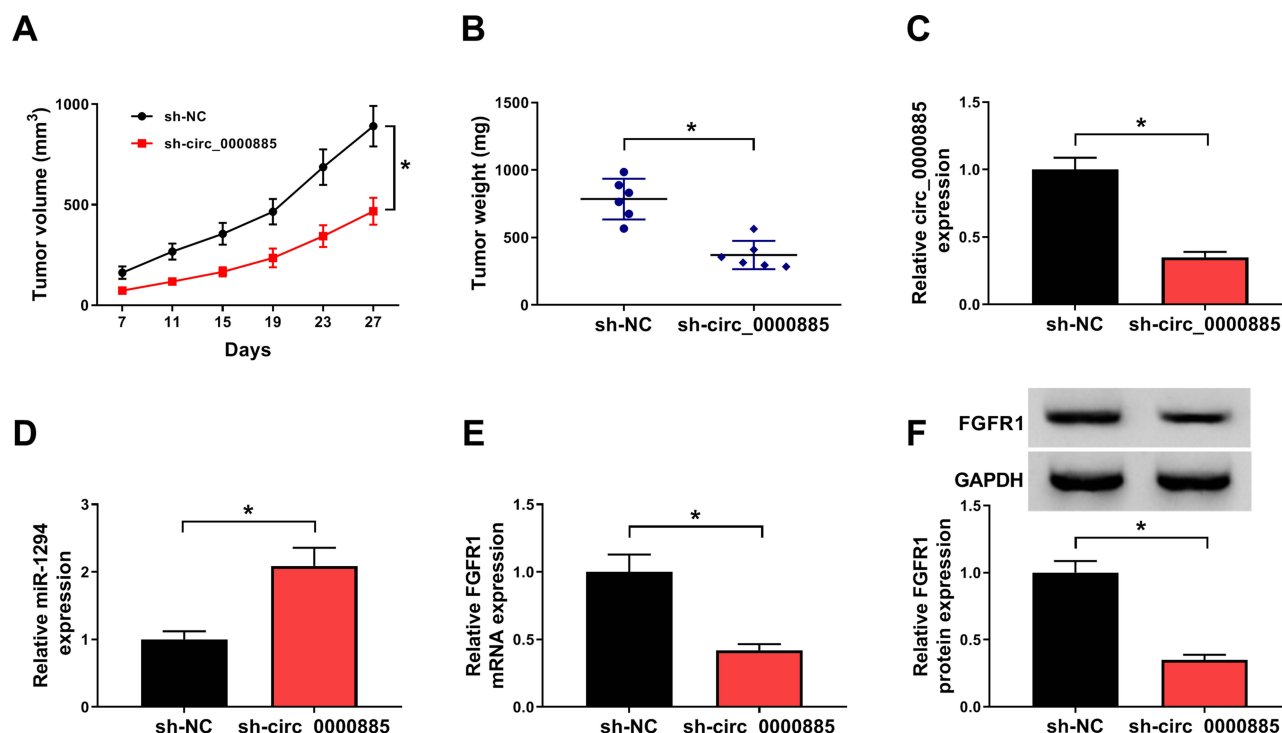 A
Tumor volume (mm³)
1000
500
0
sh-NC
sh-circ_0000885
*
7 11 15 19 23 27
Days
B
Tumor weight (mg)
1500
1000
500
0
*
sh-NC sh-circ_0000885
C
Relative circ_0000885
expression
1.5
1.0
0.5
0.0
*
sh-NC sh-circ_0000885
D
Relative miR-1294
expression
3
2
1
0
*
sh-NC sh-circ_0000885
E
Relative FGFR1
mRNA expression
1.5
1.0
0.5
0.0
*
sh-NC sh-circ_0000885
F
FGFR1
GAPDH
Relative FGFR1
protein expression
1.5
1.0
0.5
0.0
*
sh-NC sh-circ_0000885